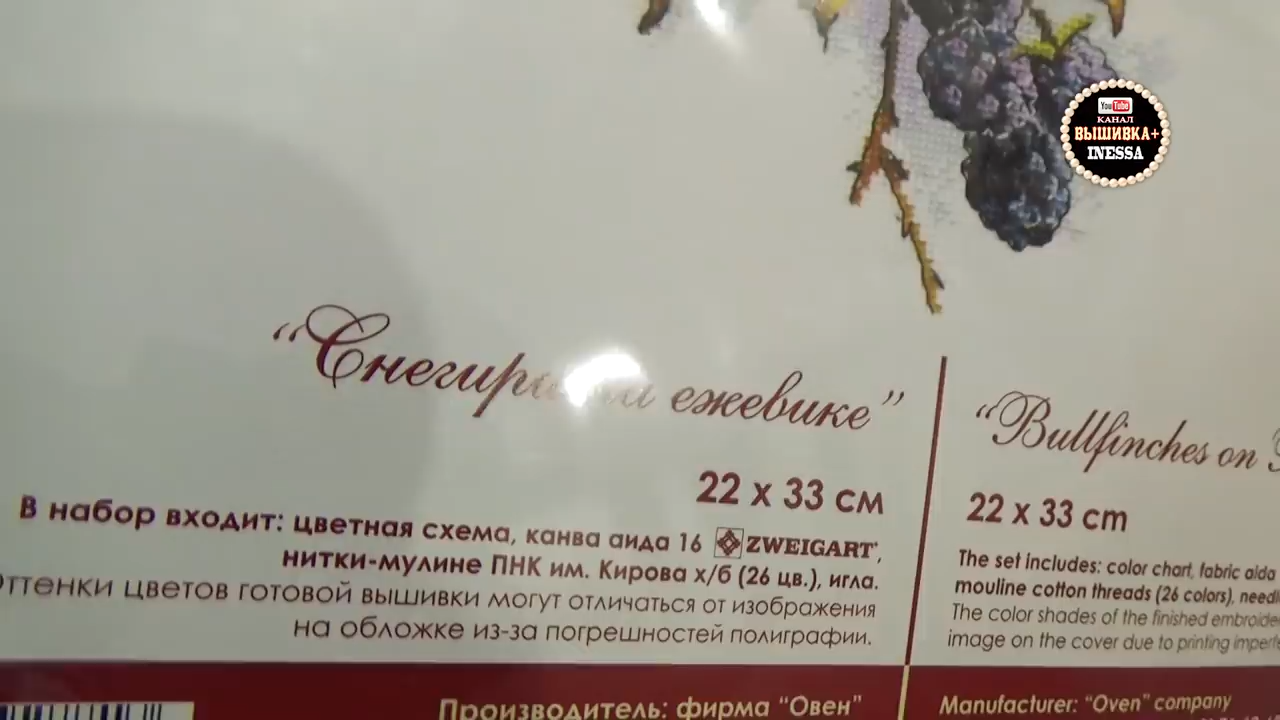 You Tube
КАНАЛ
ВЫШИВКА+
INESSA
ежевике”
22 х 33 см
В набор входит: цветная схема, канва аида 16 ZWEIGART®,
нитки-мулине ПНК им. Кирова х/б (26 цв.), игла.
Оттенки цветов готовой вышивки могут отличаться от изображения
на обложке из-за погрешностей полиграфии.
Производитель: фирма “Овен”
“Bullfinches on
22 x 33 cm
The set includes: color chart, fabric aida
mouline cotton threads (26 colors),
The color shades of the finished
image on the cover due to printing
Manufacturer: “Oven” company